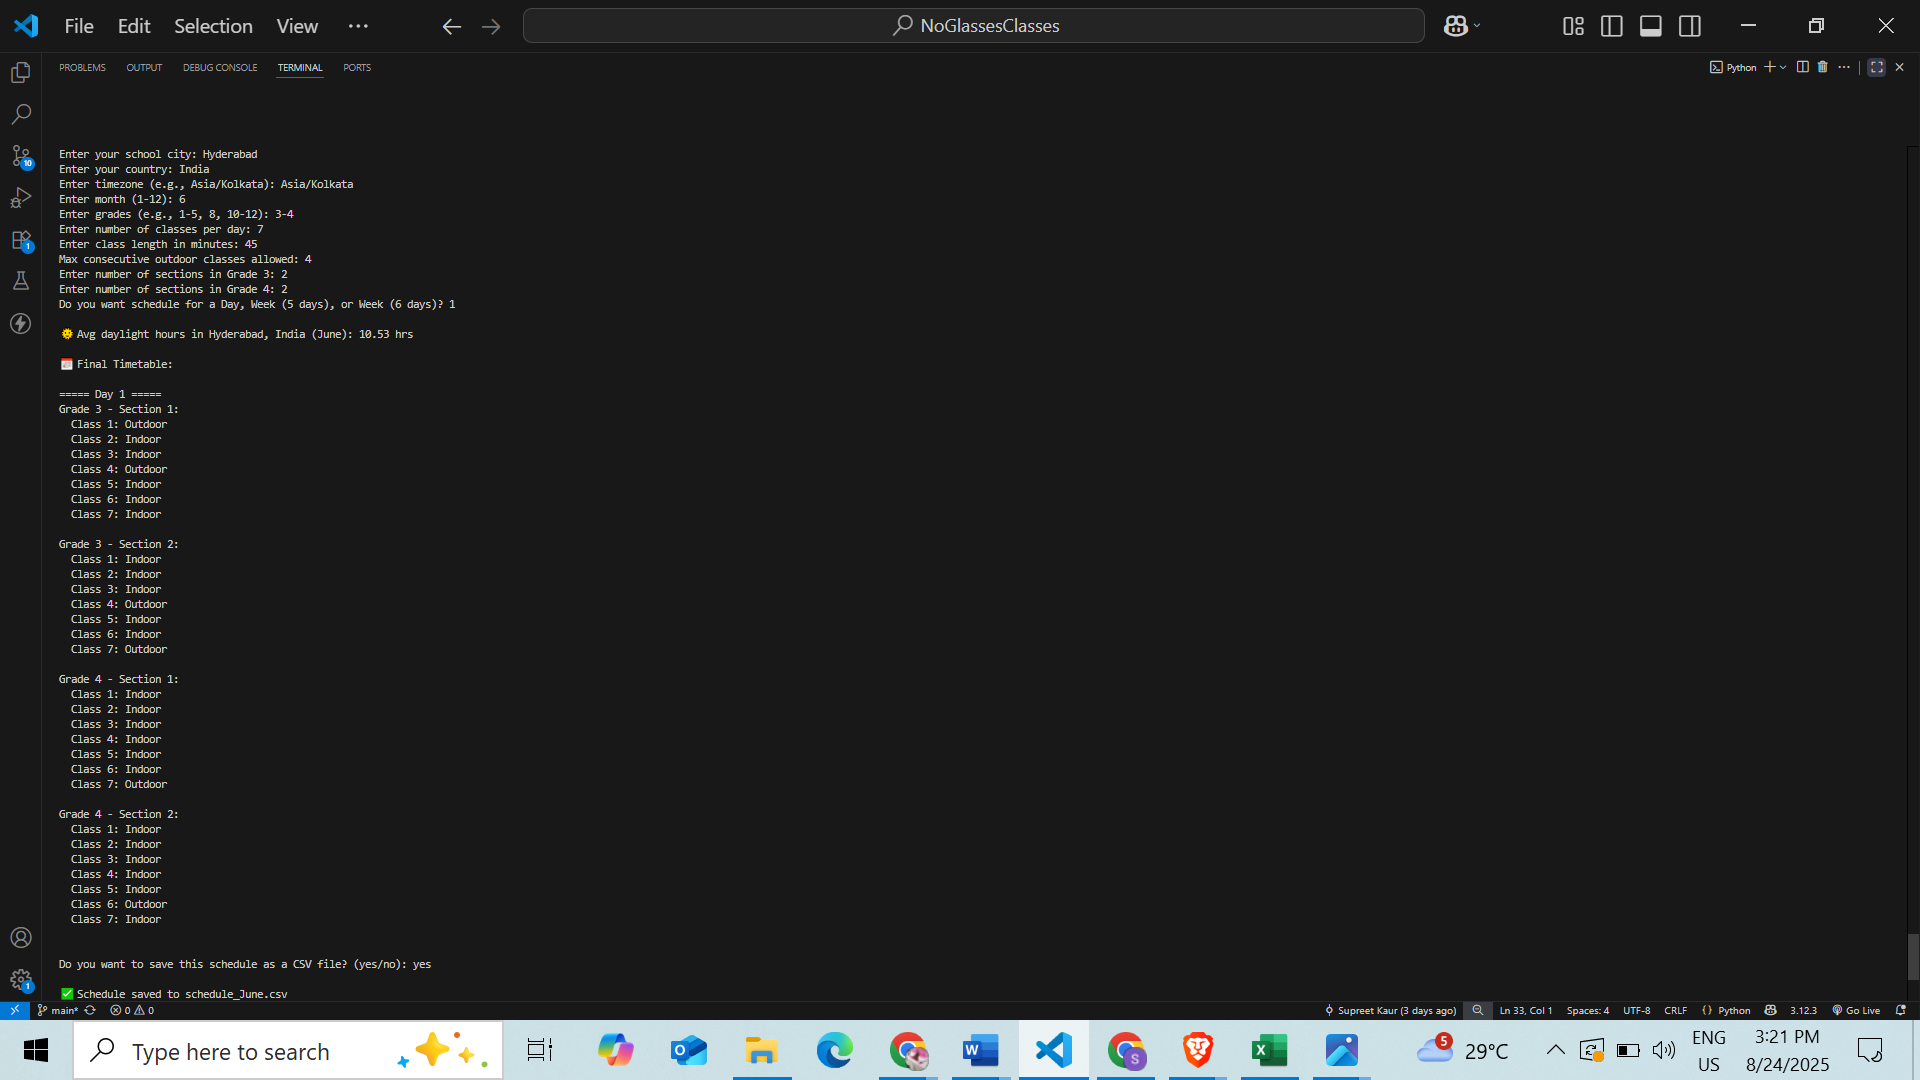 File Edit Selection View ...
NoGlassesClasses
PROBLEMS OUTPUT DEBUG CONSOLE TERMINAL PORTS
Python
Enter your school city: Hyderabad
Enter your country: India
Enter timezone (e.g., Asia/Kolkata): Asia/Kolkata
Enter month (1-12): 6
Enter grades (e.g., 1-5, 8, 10-12): 3-4
Enter number of classes per day: 7
Enter class length in minutes: 45
Max consecutive outdoor classes allowed: 4
Enter number of sections in Grade 3: 2
Enter number of sections in Grade 4: 2
Do you want schedule for a Day, Week (5 days), or Week (6 days)? 1
🌞 Avg daylight hours in Hyderabad, India (June): 10.53 hrs
📅 Final Timetable:
===== Day 1 =====
Grade 3 - Section 1:
Class 1: Outdoor
Class 2: Indoor
Class 3: Indoor
Class 4: Outdoor
Class 5: Indoor
Class 6: Indoor
Class 7: Indoor
Grade 3 - Section 2:
Class 1: Indoor
Class 2: Indoor
Class 3: Indoor
Class 4: Outdoor
Class 5: Indoor
Class 6: Indoor
Class 7: Outdoor
Grade 4 - Section 1:
Class 1: Indoor
Class 2: Indoor
Class 3: Indoor
Class 4: Indoor
Class 5: Indoor
Class 6: Indoor
Class 7: Outdoor
Grade 4 - Section 2:
Class 1: Indoor
Class 2: Indoor
Class 3: Indoor
Class 4: Indoor
Class 5: Indoor
Class 6: Outdoor
Class 7: Indoor
Do you want to save this schedule as a CSV file? (yes/no): yes
✅ Schedule saved to schedule_June.csv
10
1
1
main* 0 0 Supreet Kaur (3 days ago) Ln 33, Col 1 Spaces: 4 UTF-8 CRLF {} Python 3.12.3 Go Live
Type here to search
S
5
29°C
ENG
US
3:21 PM
8/24/2025